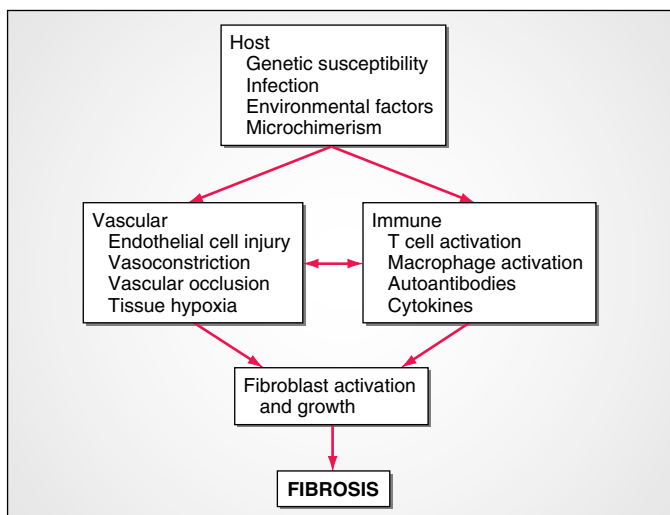 Host
Genetic susceptibility
Infection
Environmental factors
Microchimerism
Vascular
Endothelial cell injury
Vasoconstriction
Vascular occlusion
Tissue hypoxia
Immune
T cell activation
Macrophage activation
Autoantibodies
Cytokines
Fibroblast activation
and growth
FIBROSIS